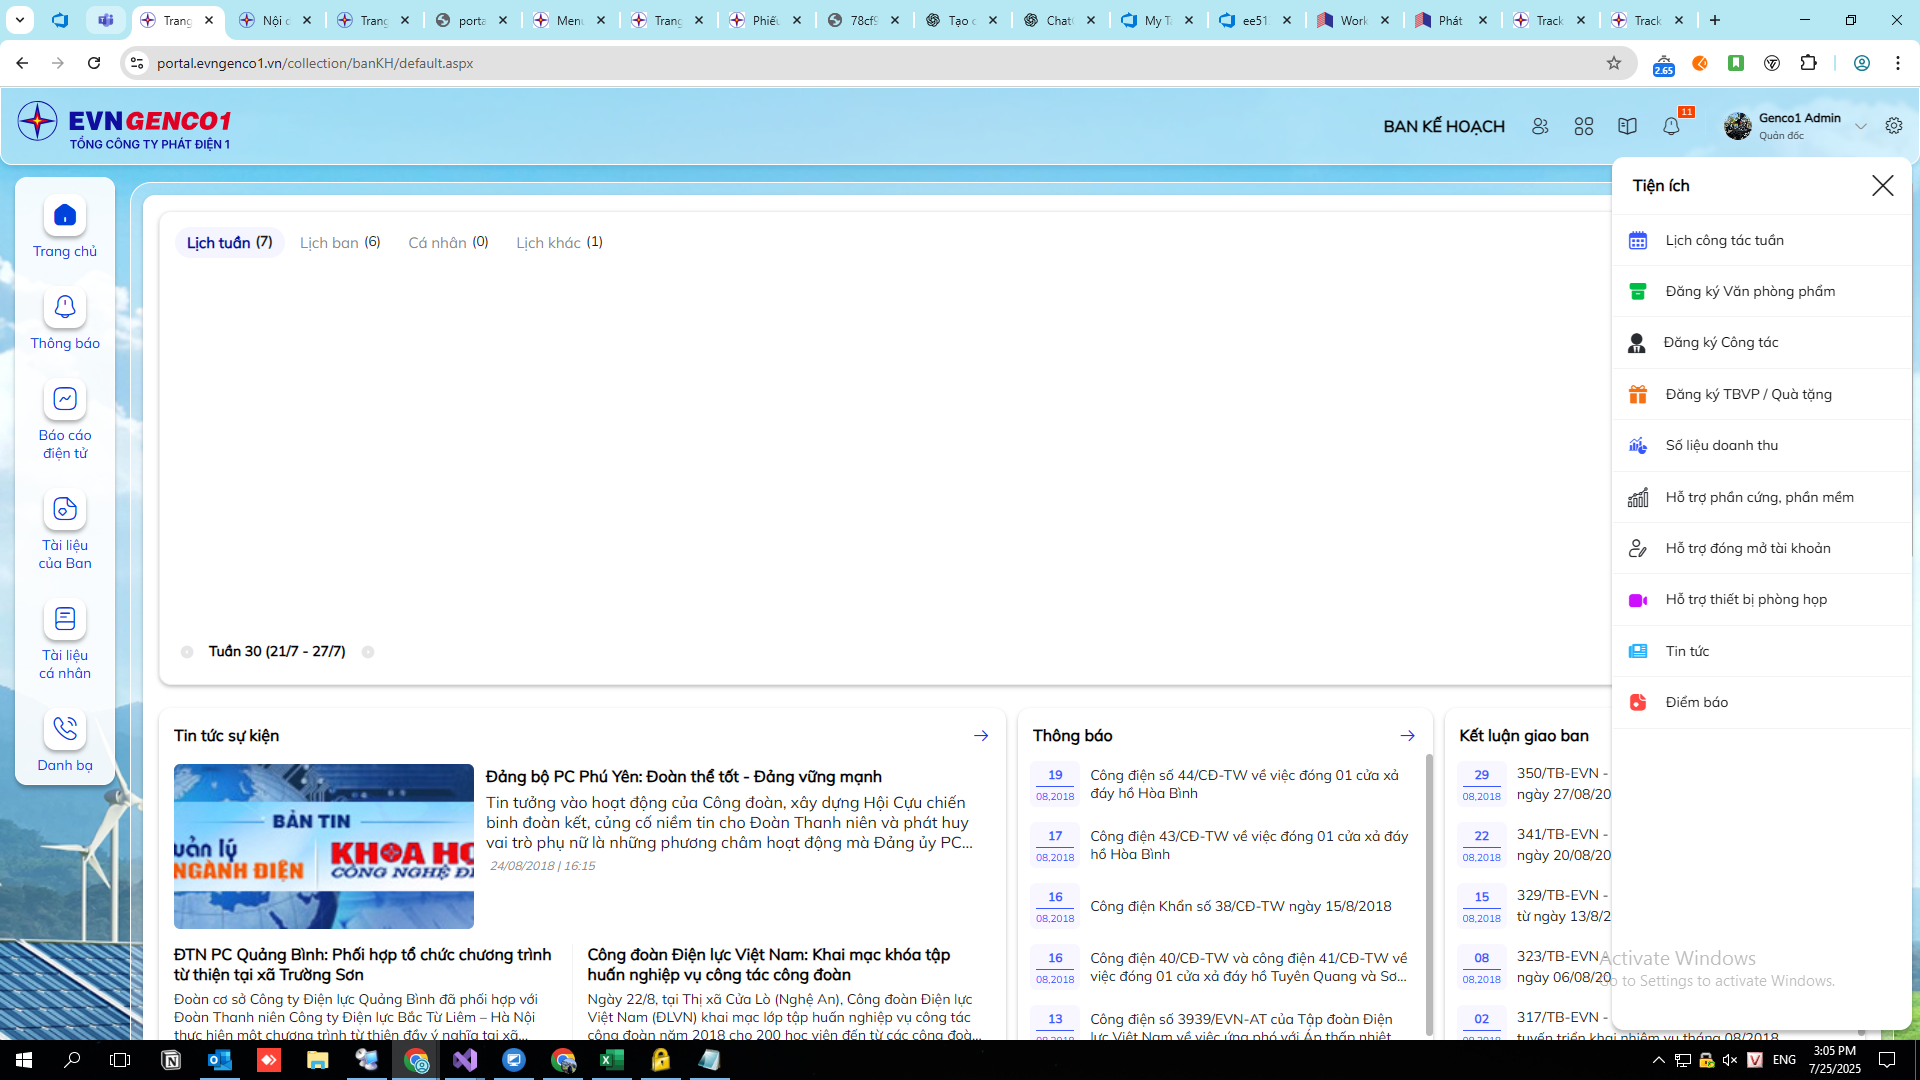 Trang
Nội c
Trang
porta
Menu
Trang
Phiếu
78cf9
Tạo c
Chat
My Ta
ee51
Work
Phát
Track
Track
portal.evngenco1.vn/collection/banKH/default.aspx
2.65
EVNGENCO1
TỔNG CÔNG TY PHÁT ĐIỆN 1
BAN KẾ HOẠCH
11
Genco1 Admin
Quản đốc
Trang chủ
Thông báo
Báo cáo
điện tử
Tài liệu
của Ban
Tài liệu
cá nhân
Danh bạ
Lịch tuần (7)
Lịch ban (6)
Cá nhân (0)
Lịch khác (1)
Tuần 30 (21/7 - 27/7)
Tiện ích
Lịch công tác tuần
Đăng ký Văn phòng phẩm
Đăng ký Công tác
Đăng ký TBVP / Quà tặng
Số liệu doanh thu
Hỗ trợ phần cứng, phần mềm
Hỗ trợ đóng mở tài khoản
Hỗ trợ thiết bị phòng họp
Tin tức
Điểm báo
Tin tức sự kiện
BẢN TIN
QUẢN LÝ
NGÀNH ĐIỆN
KHOA HỌ
CÔNG NGHỆ ĐI
Đảng bộ PC Phú Yên: Đoàn thể tốt - Đảng vững mạnh
Tin tưởng vào hoạt động của Công đoàn, xây dựng Hội Cựu chiến
binh đoàn kết, củng cố niềm tin cho Đoàn Thanh niên và phát huy
vai trò phụ nữ là những phương châm hoạt động mà Đảng ủy PC...
24/08/2018 | 16:15
ĐTN PC Quảng Bình: Phối hợp tổ chức chương trình
từ thiện tại xã Trường Sơn
Đoàn cơ sở Công ty Điện lực Quảng Bình đã phối hợp với
Đoàn Thanh niên Công ty Điện lực Bắc Từ Liêm – Hà Nội
thực hiện một chương trình từ thiện đầy ý nghĩa tại xã...
Công đoàn Điện lực Việt Nam: Khai mạc khóa tập
huấn nghiệp vụ công tác công đoàn
Ngày 22/8, tại Thị xã Cửa Lò (Nghệ An), Công đoàn Điện lực
Việt Nam (ĐLVN) khai mạc lớp tập huấn nghiệp vụ công tác
công đoàn năm 2018 cho 200 học viên đến từ các công đoà...
Thông báo
19
08,2018
Công điện số 44/CĐ-TW về việc đóng 01 cửa xả
đáy hồ Hòa Bình
17
08,2018
Công điện 43/CĐ-TW về việc đóng 01 cửa xả đáy
hồ Hòa Bình
16
08,2018
Công điện Khẩn số 38/CĐ-TW ngày 15/8/2018
16
08,2018
Công điện 40/CĐ-TW và công điện 41/CĐ-TW về
việc đóng 01 cửa xả đáy hồ Tuyên Quang và Sơ...
13
08,2018
Công điện số 3939/EVN-AT của Tập đoàn Điện
lực Việt Nam về việc ứng phó với Áp thấp nhiệt
Kết luận giao ban
29
08,2018
350/TB-EVN -
ngày 27/08/20
22
08,2018
341/TB-EVN -
ngày 20/08/20
15
08,2018
329/TB-EVN -
từ ngày 13/8/2
08
08,2018
323/TB-EVN
ngày 06/08/20
02
08,2018
317/TB-EVN -
tuyến triển khai nhiệm vụ tháng 08/2018
Activate Windows
Go to Settings to activate Windows.
ENG
3:05 PM
7/25/2025